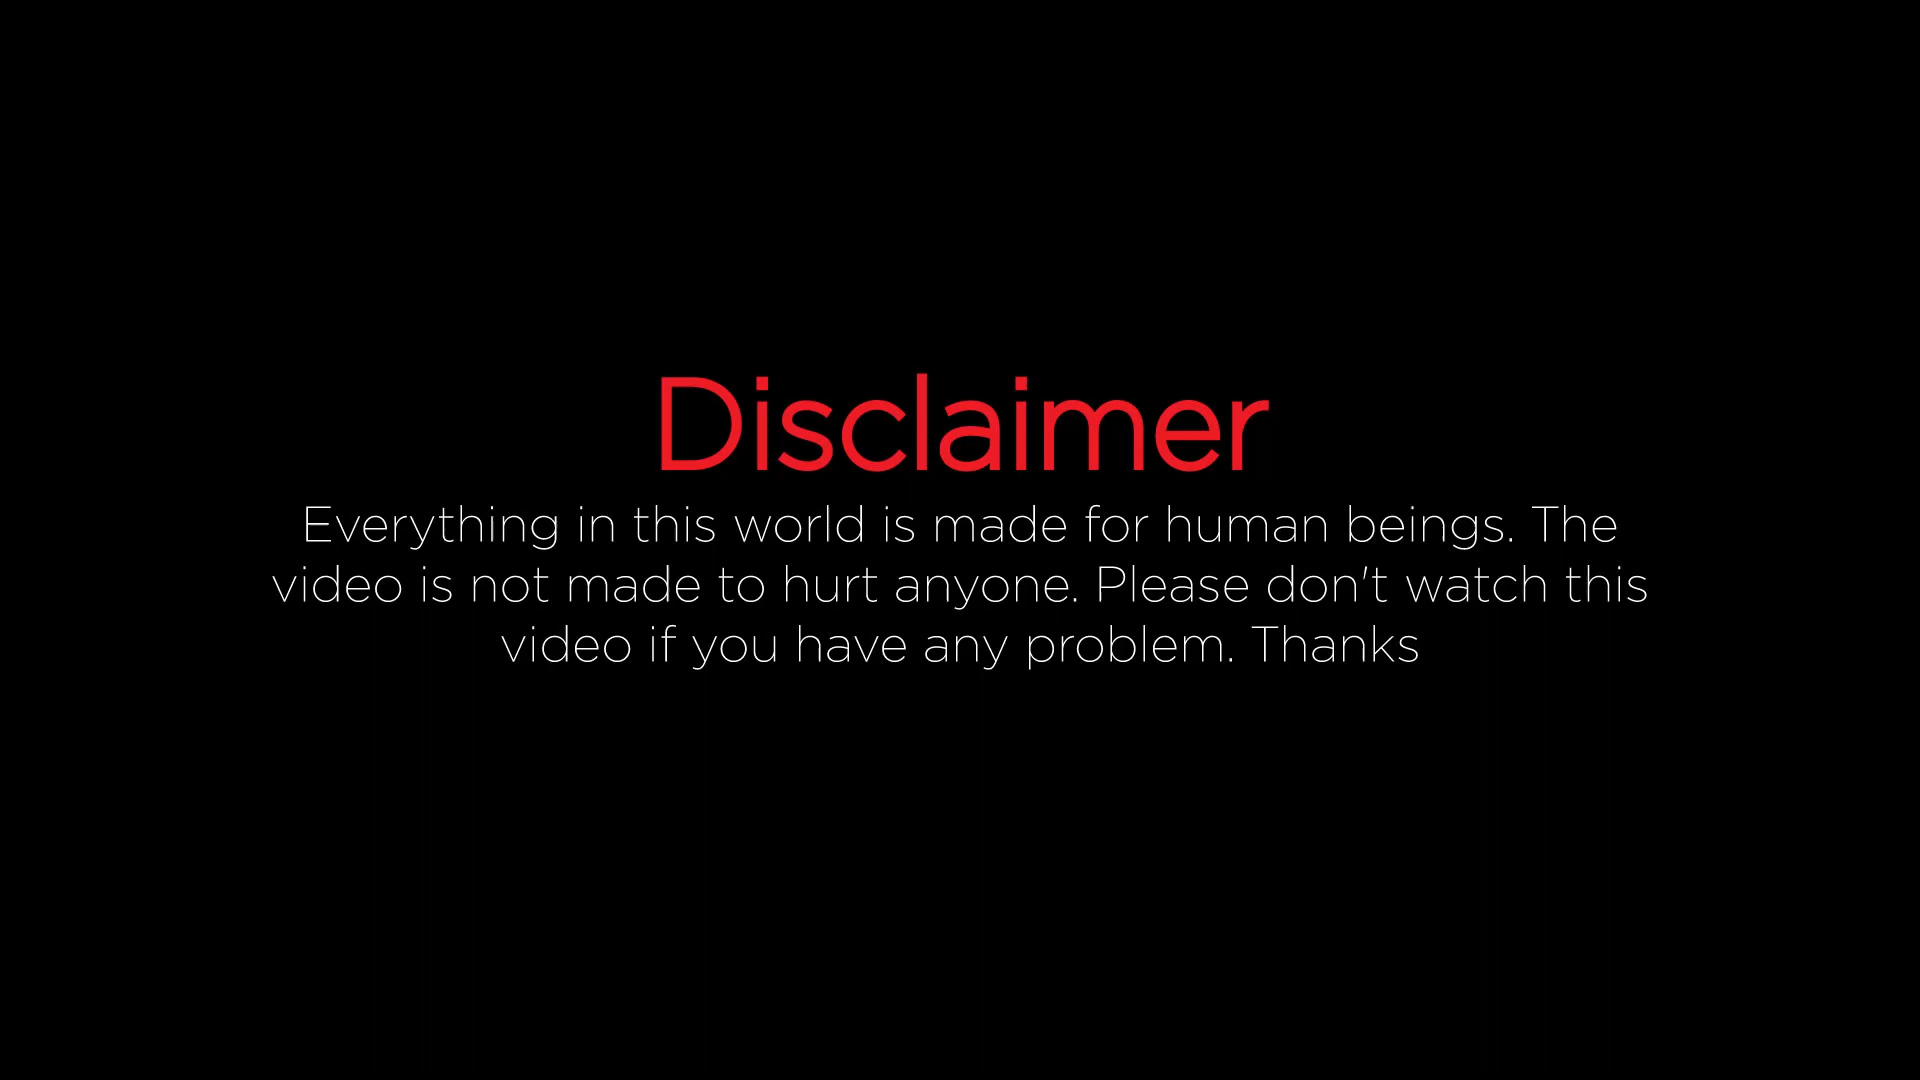 Disclaimer
Everything in this world is made for human beings. The
video is not made to hurt anyone. Please don't watch this
video if you have any problem. Thanks